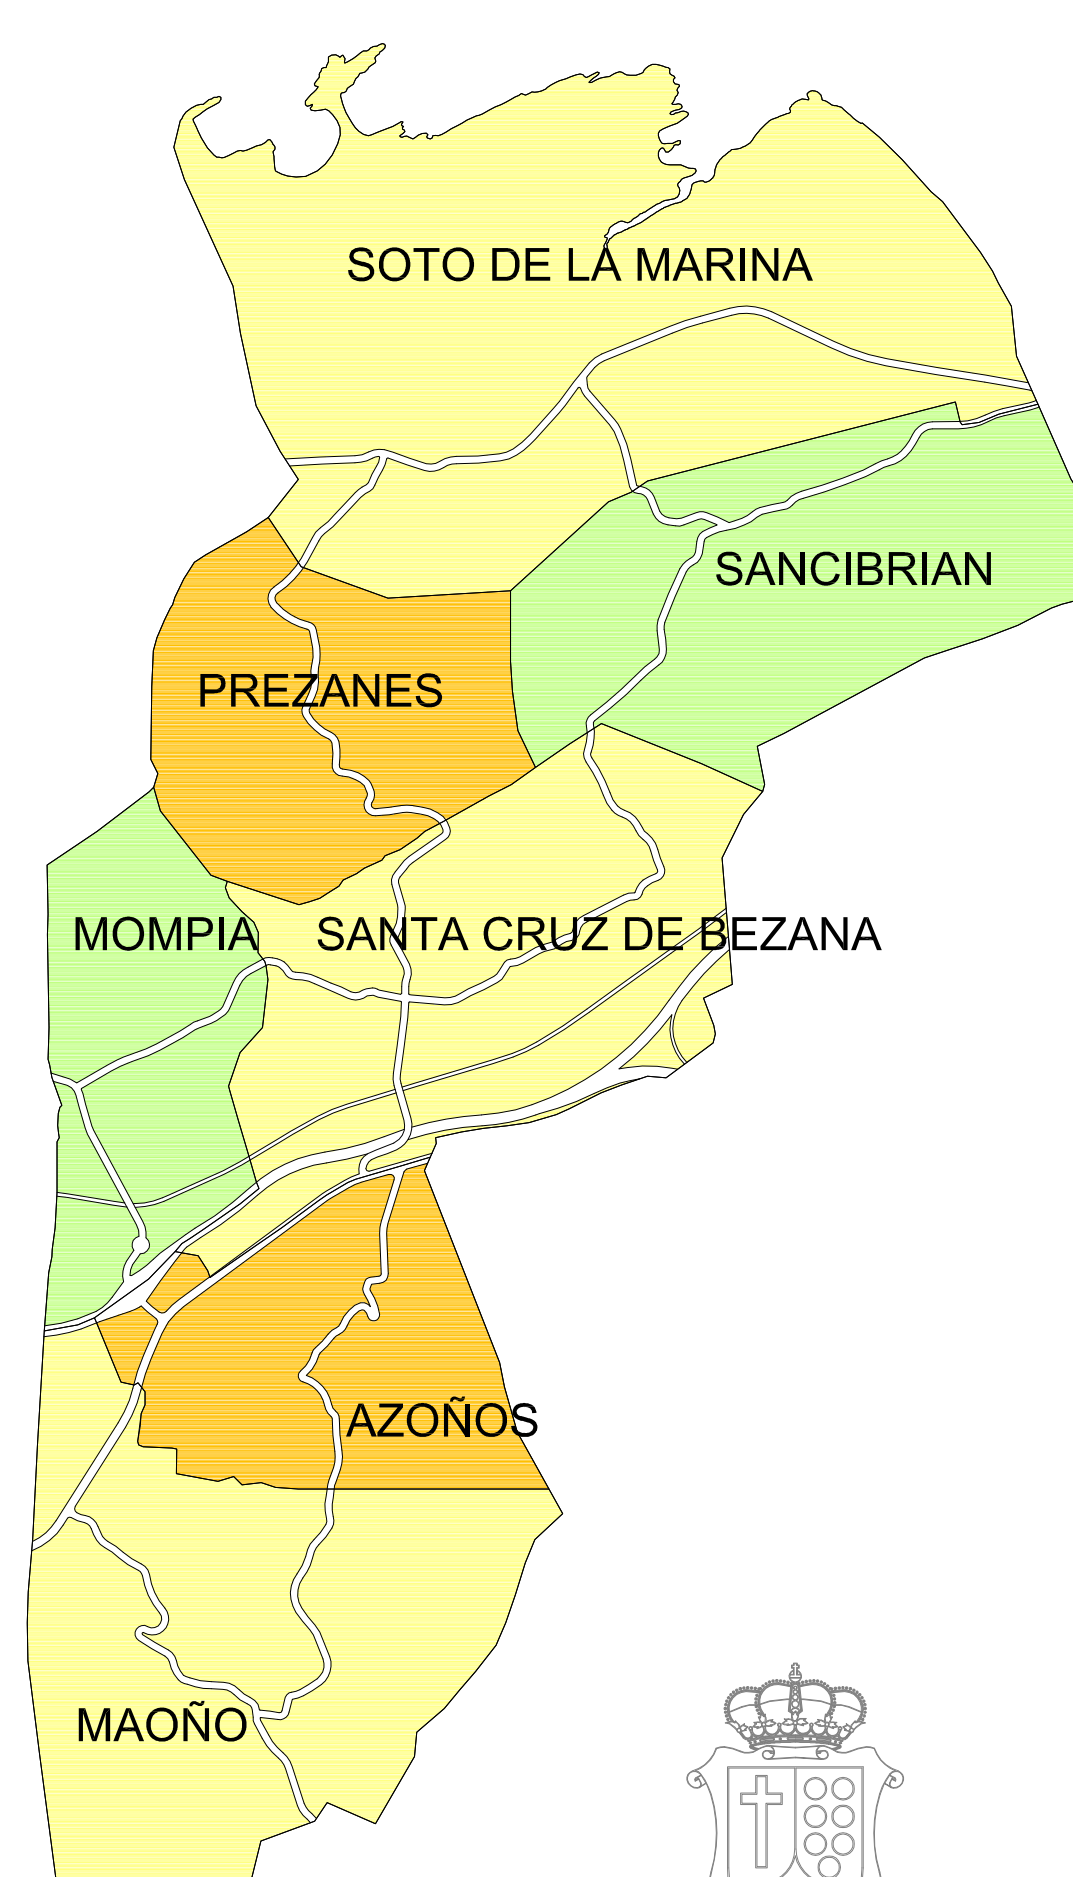 SOTO DE LA MARINA
SANCIBRIAN
PREZANES
MOMPIA
SANTA CRUZ DE BEZANA
AZOÑOS
MAOÑO